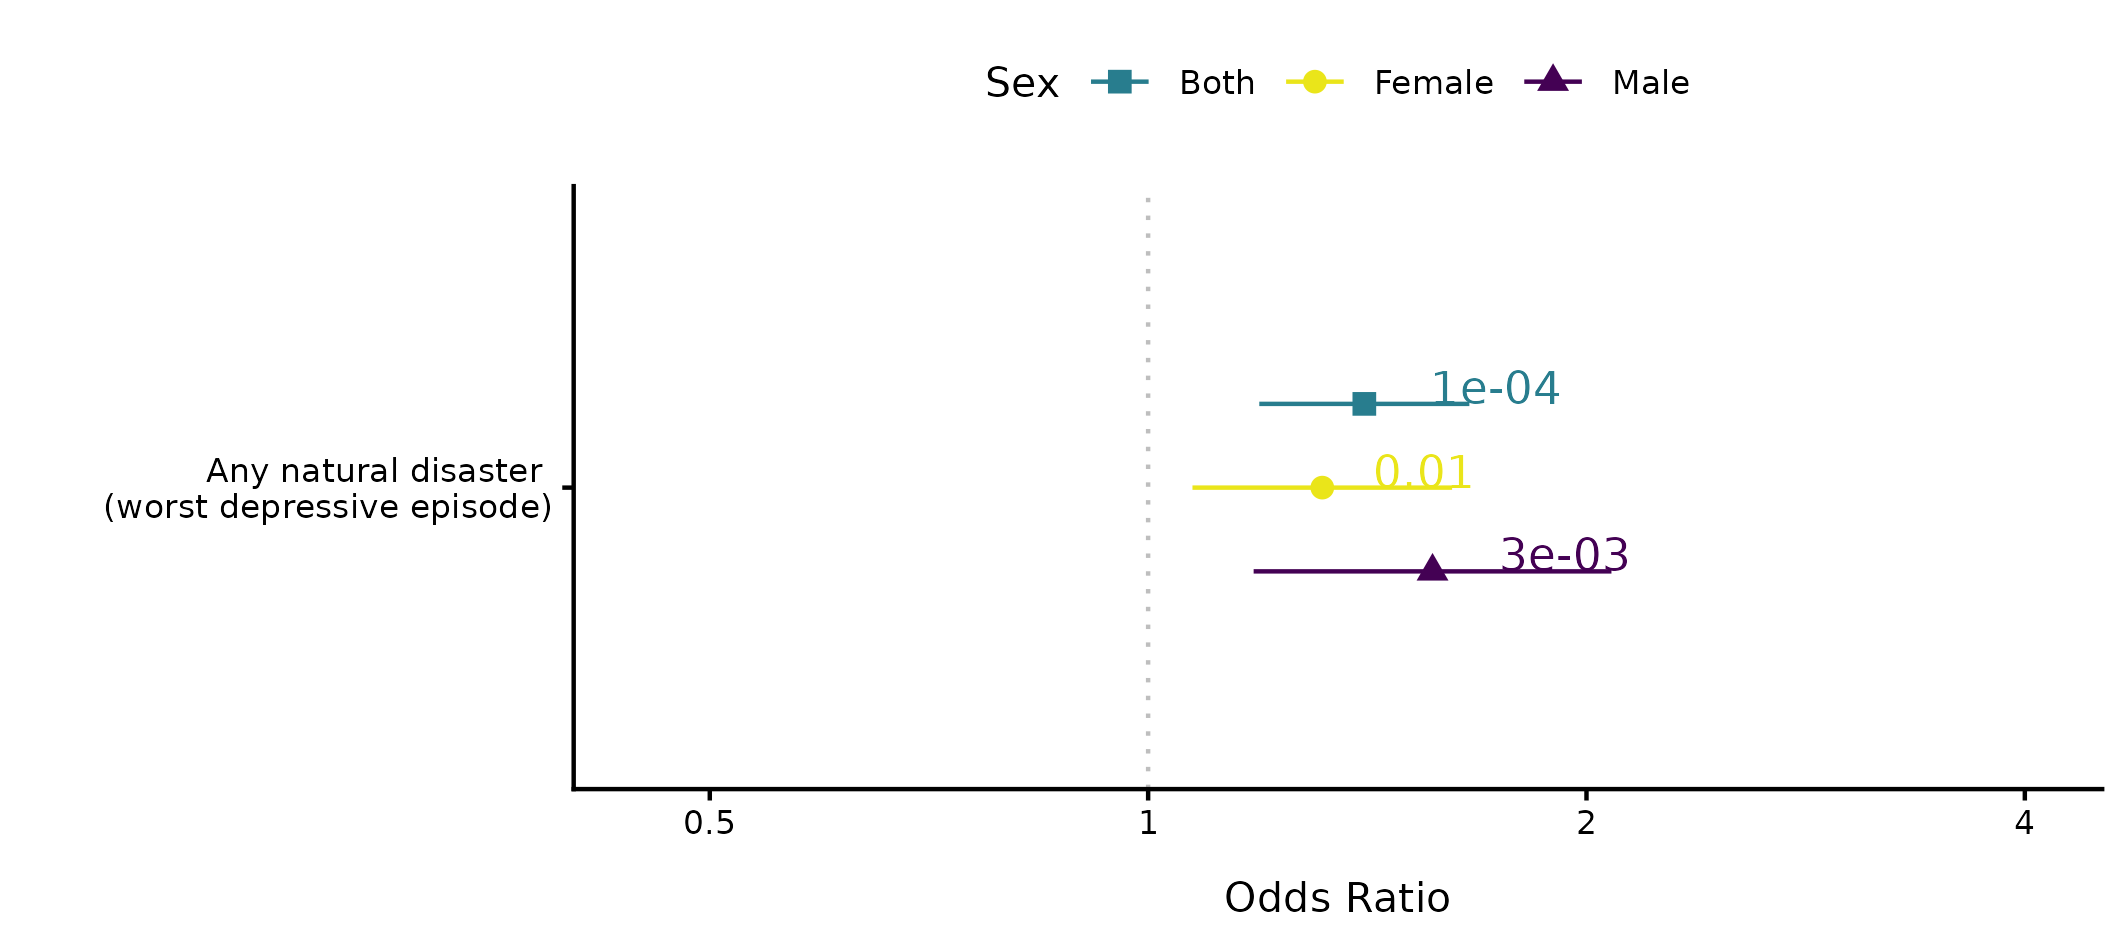 Sex Both Female Male
1e-04
0.01
3e-03
Any natural disaster
(worst depressive episode)
0.5 1 2 4
Odds Ratio